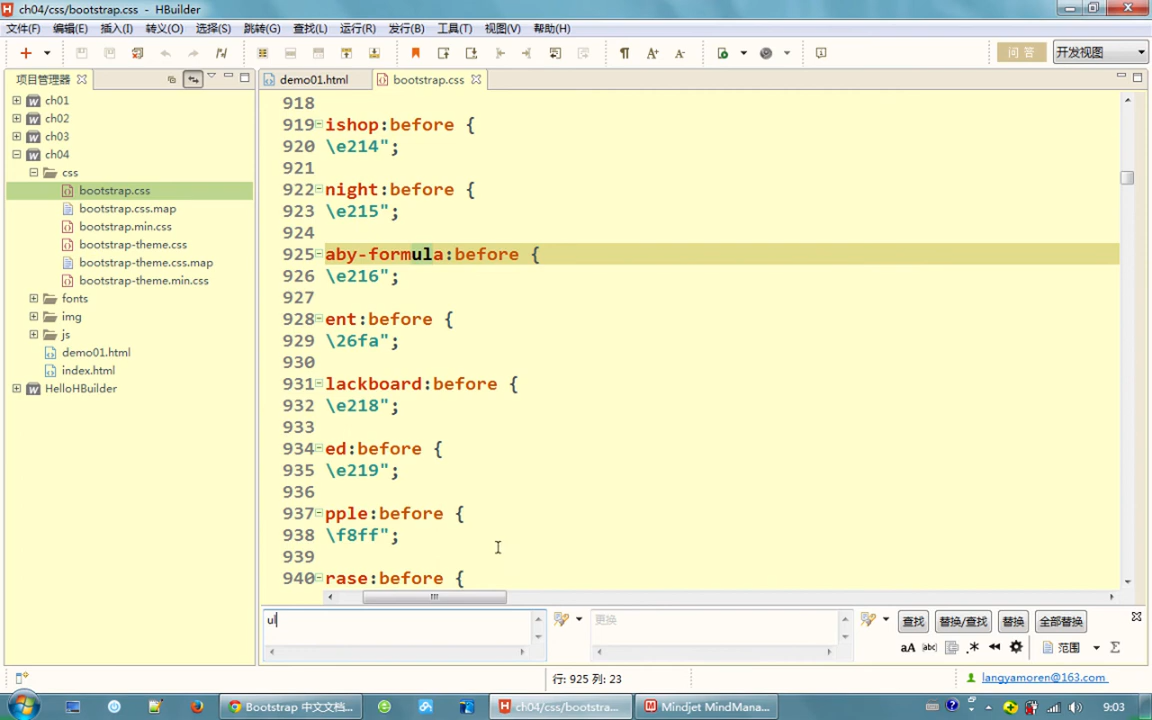 ch04/css/bootstrap.css - HBuilder
文件(F) 编辑(E) 插入(I) 转义(O) 选择(S) 跳转(G) 查找(L) 运行(R) 发行(B) 工具(T) 视图(V) 帮助(H)
问 答 开发视图
项目管理器
demo01.html bootstrap.css
ch01
ch02
ch03
ch04
css
bootstrap.css
bootstrap.css.map
bootstrap.min.css
bootstrap-theme.css
bootstrap-theme.css.map
bootstrap-theme.min.css
fonts
img
js
demo01.html
index.html
HelloHBuilder
918
919 ishop:before {
920 \e214";
921
922 night:before {
923 \e215";
924
925 aby-formula:before {
926 \e216";
927
928 ent:before {
929 \26fa";
930
931 lackboard:before {
932 \e218";
933
934 ed:before {
935 \e219";
936
937 pple:before {
938 \f8ff";
939
940 rase:before {
ul 更换
查找 替换/查找 替换 全部替换
aA abc .* 范围 Σ
行: 925 列: 23
langyamoren@163.com
Bootstrap 中文文档... ch04/css/bootstra... Mindjet MindMana... 9:03